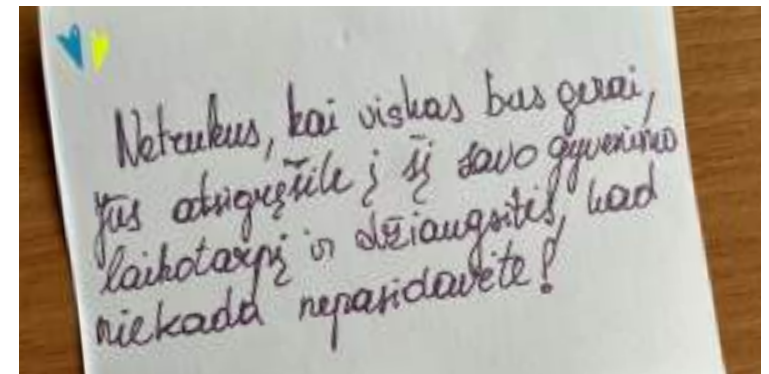 Netrukus, kai viskas bus gerai,
jūs atsigręšite į šį savo gyvenimo
laikotarpį ir džiaugsitės, kad
niekada nepasidavėte!